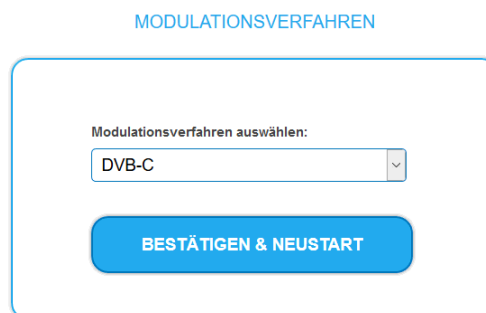 MODULATIONSVERFAHREN
Modulationsverfahren auswählen:
DVB-C
BESTÄTIGEN & NEUSTART